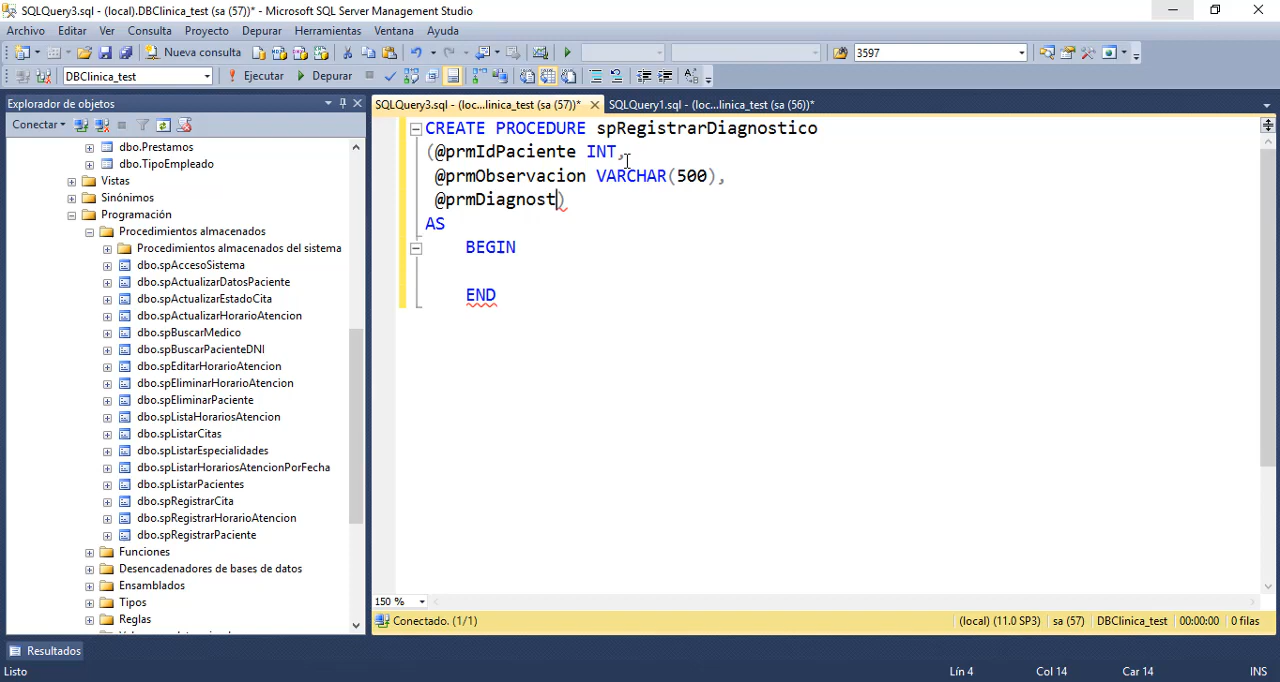 SQLQuery3.sql - (local).DBClinica_test (sa (57))* - Microsoft SQL Server Management Studio
Archivo Editar Ver Consulta Proyecto Depurar Herramientas Ventana Ayuda
Nueva consulta 3597
DBClinica_test Ejecutar Depurar
Explorador de objetos
SQLQuery3.sql - (loc...linica_test (sa (57))* SQLQuery1.sql - (loc...linica_test (sa (56))*
Conectar
dbo.Prestamos
dbo.TipoEmpleado
Vistas
Sinónimos
Programación
Procedimientos almacenados
Procedimientos almacenados del sistema
dbo.spAccesoSistema
dbo.spActualizarDatosPaciente
dbo.spActualizarEstadoCita
dbo.spActualizarHorarioAtencion
dbo.spBuscarMedico
dbo.spBuscarPacienteDNI
dbo.spEditarHorarioAtencion
dbo.spEliminarHorarioAtencion
dbo.spEliminarPaciente
dbo.spListaHorariosAtencion
dbo.spListarCitas
dbo.spListarEspecialidades
dbo.spListarHorariosAtencionPorFecha
dbo.spListarPacientes
dbo.spRegistrarCita
dbo.spRegistrarHorarioAtencion
dbo.spRegistrarPaciente
Funciones
Desencadenadores de bases de datos
Ensamblados
Tipos
Reglas
CREATE PROCEDURE spRegistrarDiagnostico
(@prmIdPaciente INT,
@prmObservacion VARCHAR(500),
@prmDiagnost)
AS
BEGIN
END
150 %
Conectado. (1/1) (local) (11.0 SP3) sa (57) DBClinica_test 00:00:00 0 filas
Resultados
Listo Lín 4 Col 14 Car 14 INS